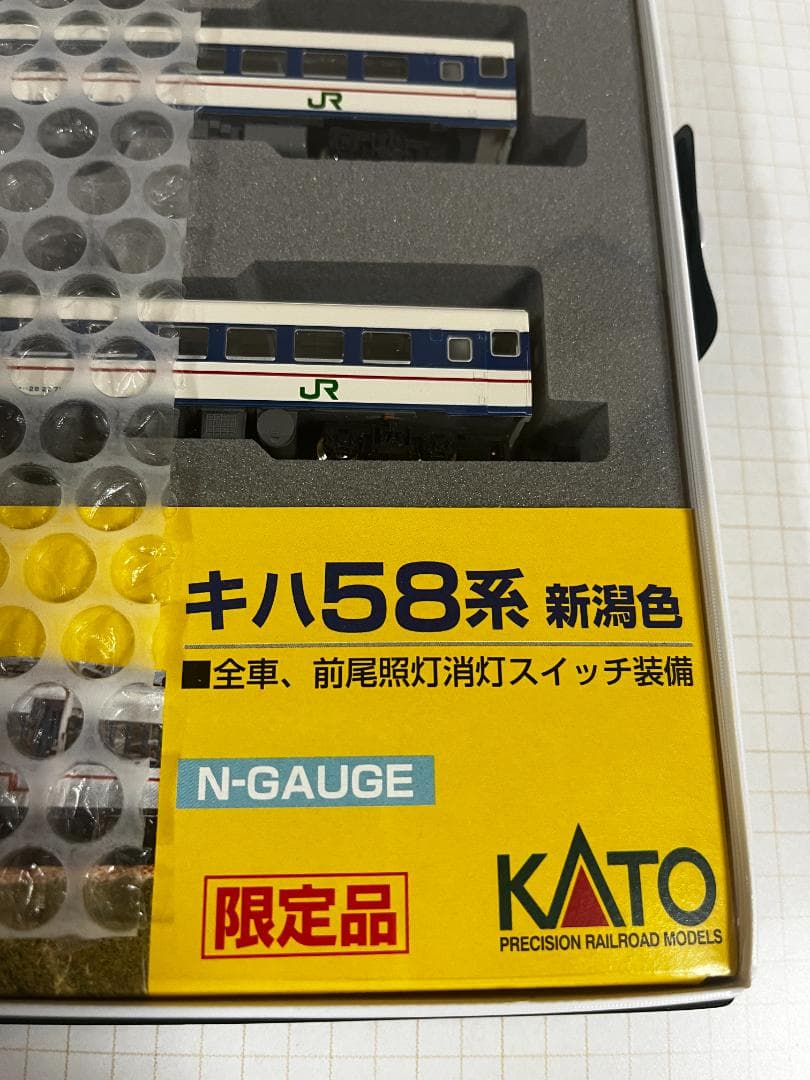 JR
JR
キハ58系 新潟色
■全車、前尾照灯消灯スイッチ装備
N-GAUGE
限定品
KATO
PRECISION RAILROAD MODELS